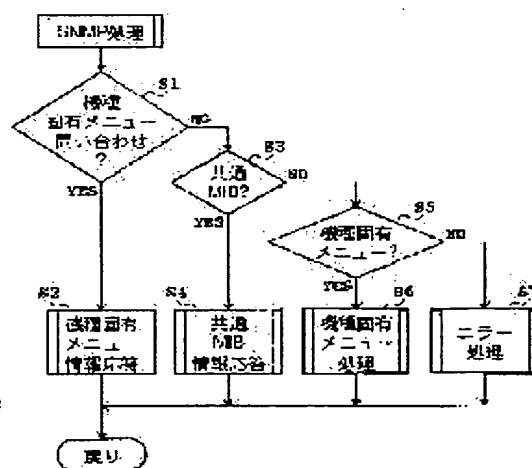 SNMP処理
S1
機種
固有メニュー
問い合わせ
?
NO
YES
S3
共通
MIB?
NO
YES
S5
機種固有
メニュー?
NO
YES
S2
機種固有
メニュー
情報応答
S4
共通
MIB
情報応答
S6
機種固有
メニュー
処理
S7
エラー
処理
戻り